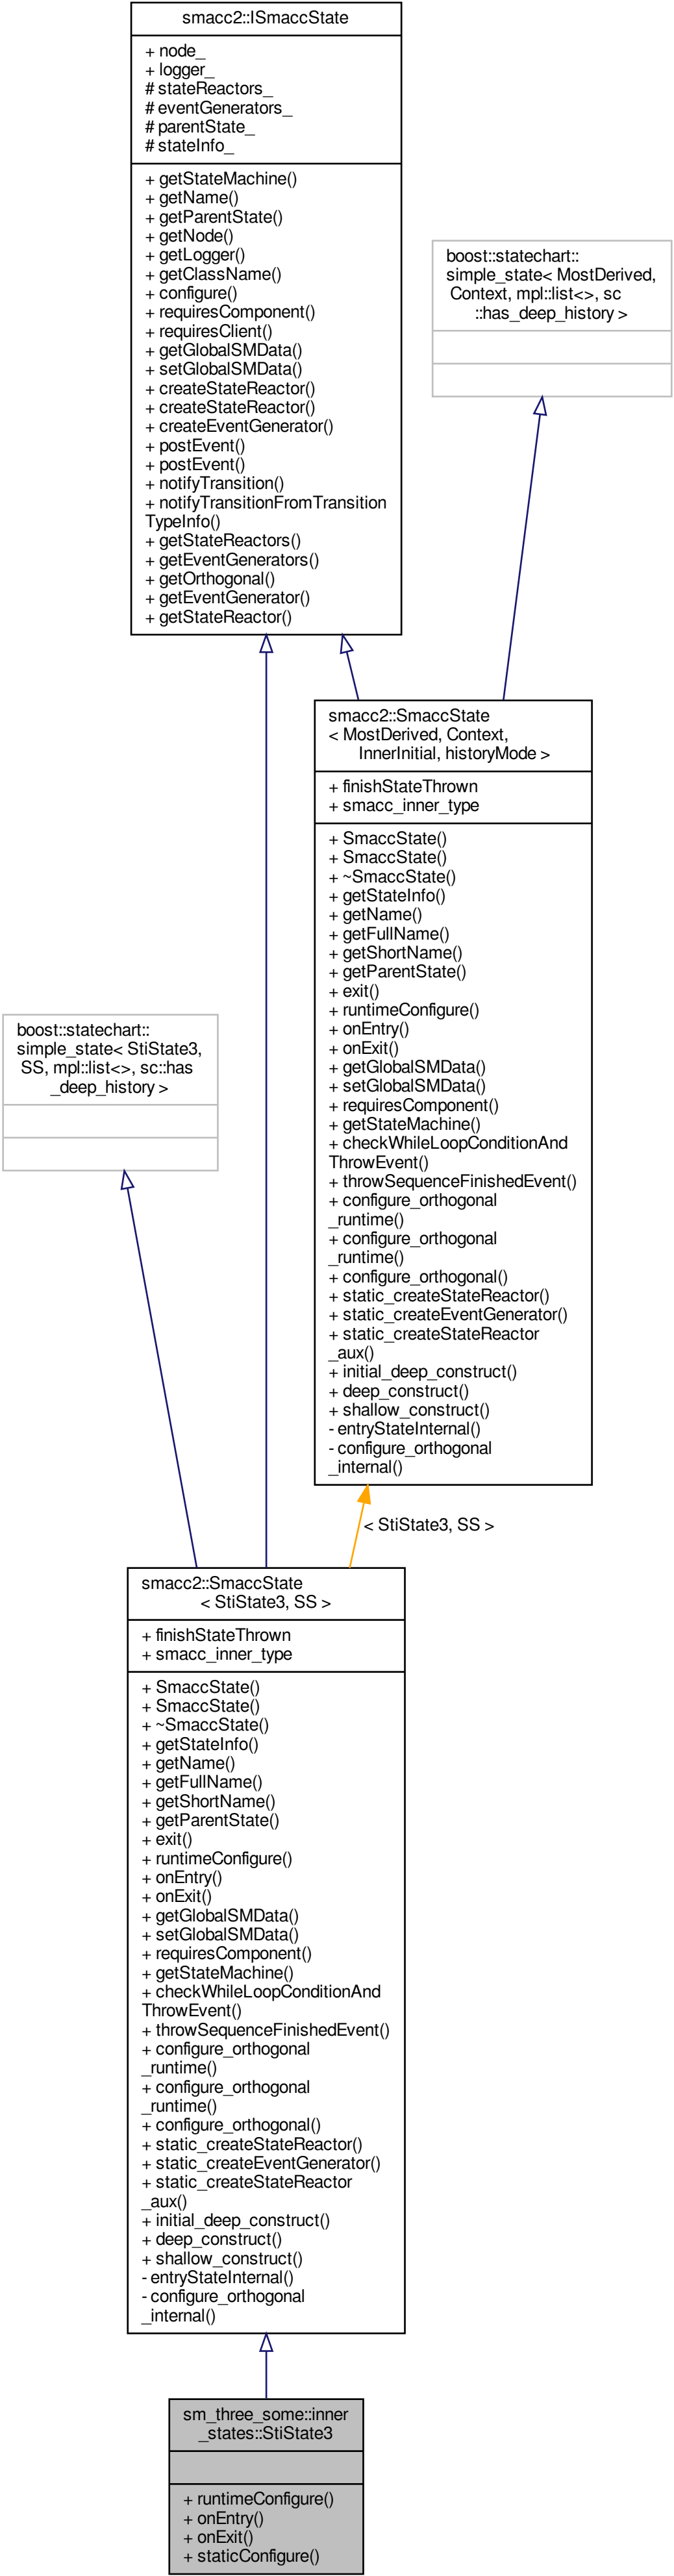 smacc2::ISmaccState
+ node_
+ logger_
# stateReactors_
# eventGenerators_
# parentState_
# stateInfo_
+ getStateMachine()
+ getName()
+ getParentState()
+ getNode()
+ getLogger()
+ getClassName()
+ configure()
+ requiresComponent()
+ requiresClient()
+ getGlobalSMData()
+ setGlobalSMData()
+ createStateReactor()
+ createStateReactor()
+ createEventGenerator()
+ postEvent()
+ postEvent()
+ notifyTransition()
+ notifyTransitionFromTransition
TypeInfo()
+ getStateReactors()
+ getEventGenerators()
+ getOrthogonal()
+ getEventGenerator()
+ getStateReactor()
boost::statechart::
simple_state< MostDerived,
Context, mpl::list<>, sc
::has_deep_history >
smacc2::SmaccState
< MostDerived, Context,
InnerInitial, historyMode >
+ finishStateThrown
+ smacc_inner_type
+ SmaccState()
+ SmaccState()
+ ~SmaccState()
+ getStateInfo()
+ getName()
+ getFullName()
+ getShortName()
+ getParentState()
+ exit()
+ runtimeConfigure()
+ onEntry()
+ onExit()
+ getGlobalSMData()
+ setGlobalSMData()
+ requiresComponent()
+ getStateMachine()
+ checkWhileLoopConditionAnd
ThrowEvent()
+ throwSequenceFinishedEvent()
+ configure_orthogonal
_runtime()
+ configure_orthogonal
_runtime()
+ configure_orthogonal()
+ static_createStateReactor()
+ static_createEventGenerator()
+ static_createStateReactor
_aux()
+ initial_deep_construct()
+ deep_construct()
+ shallow_construct()
- entryStateInternal()
- configure_orthogonal
_internal()
boost::statechart::
simple_state< StiState3,
SS, mpl::list<>, sc::has
_deep_history >
< StiState3, SS >
smacc2::SmaccState
< StiState3, SS >
+ finishStateThrown
+ smacc_inner_type
+ SmaccState()
+ SmaccState()
+ ~SmaccState()
+ getStateInfo()
+ getName()
+ getFullName()
+ getShortName()
+ getParentState()
+ exit()
+ runtimeConfigure()
+ onEntry()
+ onExit()
+ getGlobalSMData()
+ setGlobalSMData()
+ requiresComponent()
+ getStateMachine()
+ checkWhileLoopConditionAnd
ThrowEvent()
+ throwSequenceFinishedEvent()
+ configure_orthogonal
_runtime()
+ configure_orthogonal
_runtime()
+ configure_orthogonal()
+ static_createStateReactor()
+ static_createEventGenerator()
+ static_createStateReactor
_aux()
+ initial_deep_construct()
+ deep_construct()
+ shallow_construct()
- entryStateInternal()
- configure_orthogonal
_internal()
sm_three_some::inner
_states::StiState3
+ runtimeConfigure()
+ onEntry()
+ onExit()
+ staticConfigure()